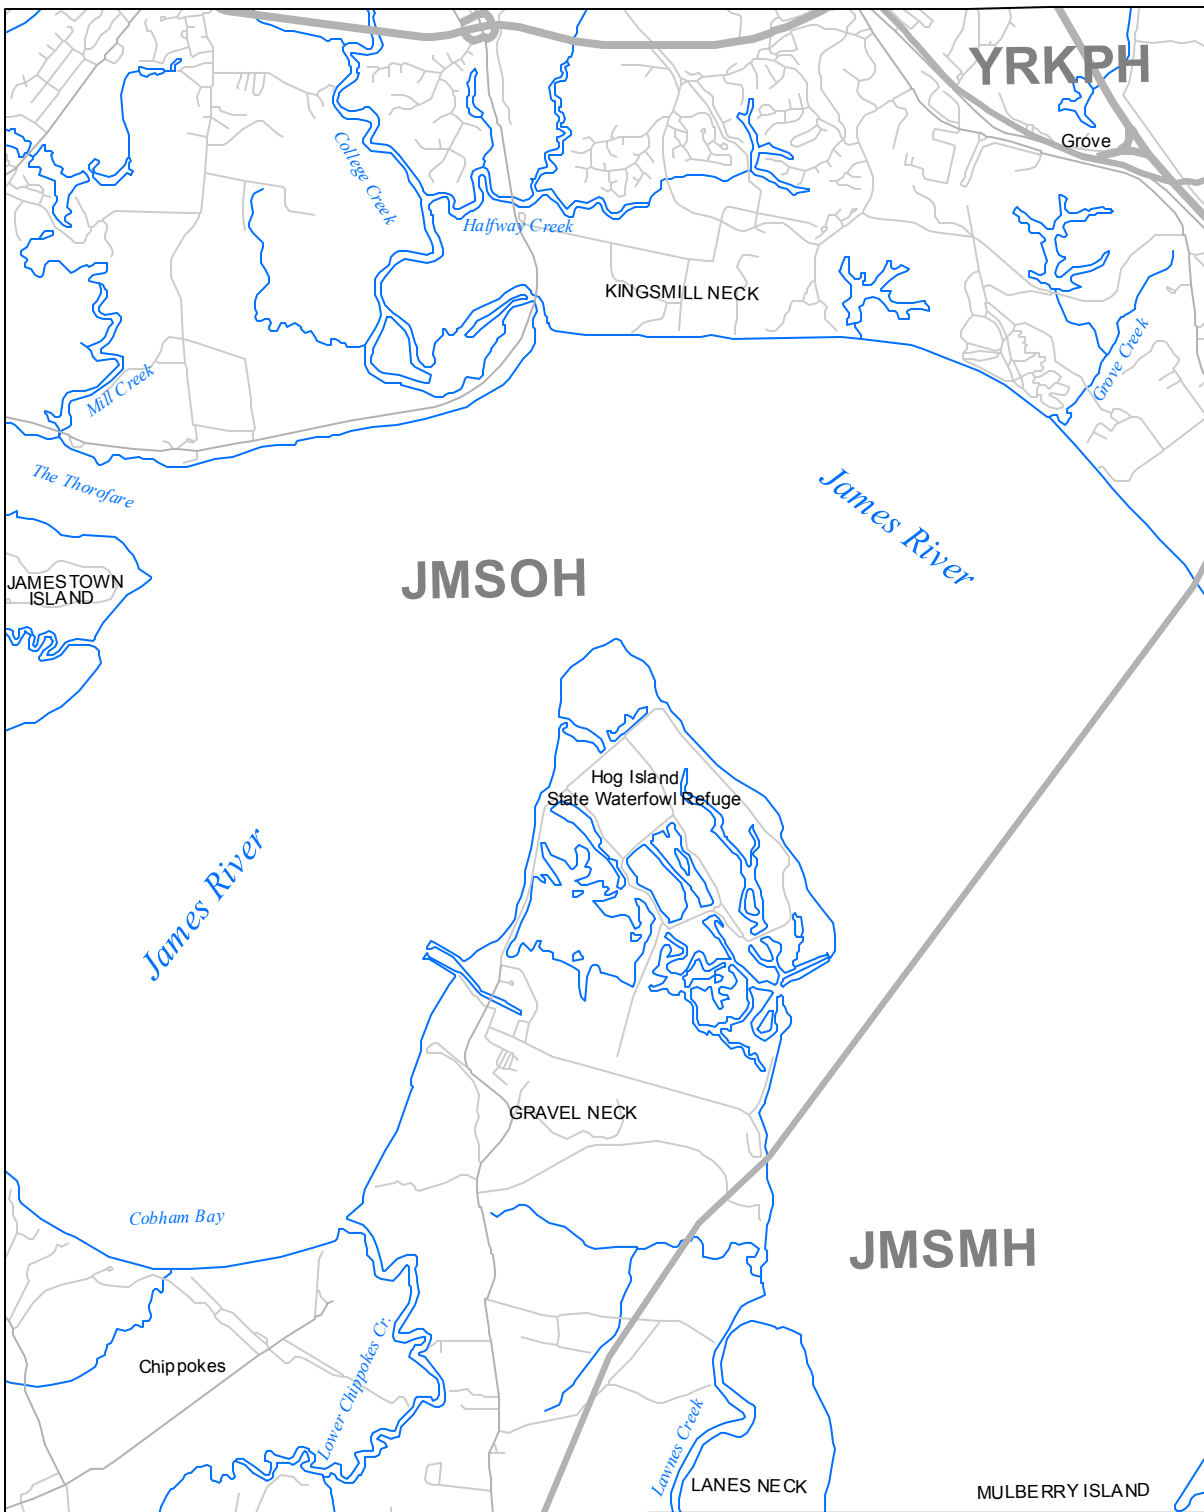 YRKPH
Grove
College Creek
Halfway Creek
KINGSMILL NECK
Grove Creek
Mill Creek
The Thorofare
James River
JAMESTOWN
ISLAND
JMSOH
Hog Island
State Waterfowl Refuge
James River
GRAVEL NECK
Cobham Bay
JMSMH
Chippokes
Lower Chippokes Cr.
Lawnes Creek
LANES NECK
MULBERRY ISLAND